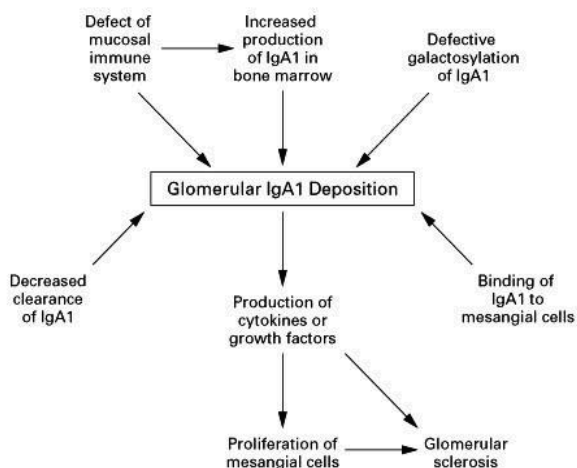 Defect of
mucosal
immune
system
Increased
production
of IgA1 in
bone marrow
Defective
galactosylation
of IgA1
Glomerular IgA1 Deposition
Decreased
clearance
of IgA1
Production of
cytokines or
growth factors
Binding of
IgA1 to
mesangial cells
Proliferation of
mesangial cells
Glomerular
sclerosis